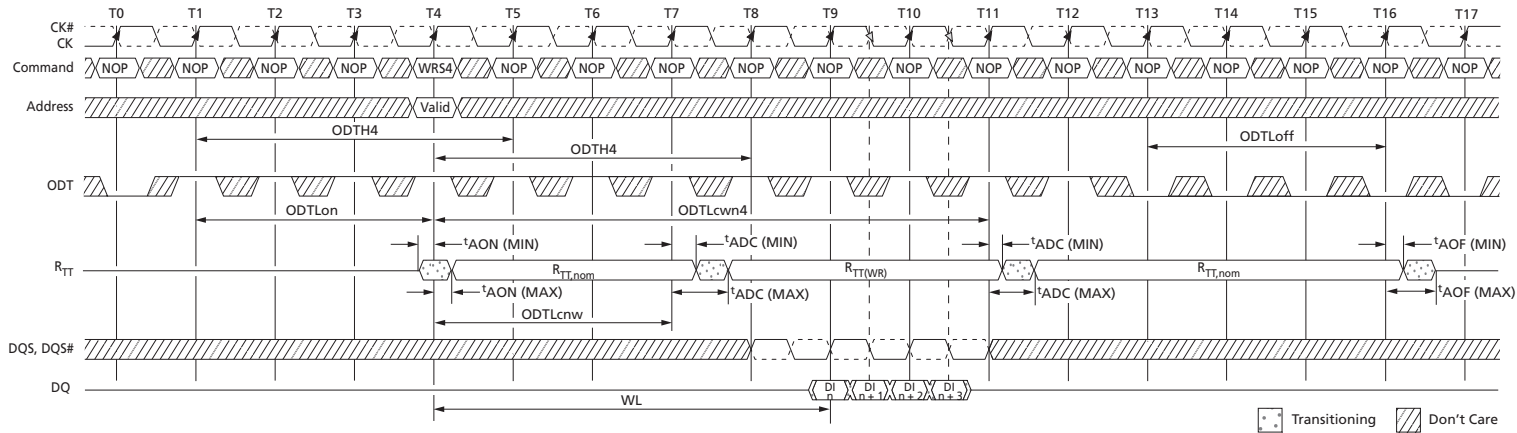 T0 T1 T2 T3 T4 T5 T6 T7 T8 T9 T10 T11 T12 T13 T14 T15 T16 T17
CK#
CK
Command NOP NOP NOP NOP WRS4 NOP NOP NOP NOP NOP NOP NOP NOP NOP NOP NOP NOP NOP
Address Valid
ODTH4 ODTLoff
ODTH4
ODT
ODTLon ODTLcwn4
tAON (MIN) tADC (MIN) tADC (MIN) tAOF (MIN)
RTT RTT,nom RTT(WR) RTT,nom
tAON (MAX) tADC (MAX) tADC (MAX) tAOF (MAX)
ODTLcnw
DQS, DQS#
DQ DI n DI n + 1 DI n + 2 DI n + 3
WL
Transitioning Don't Care